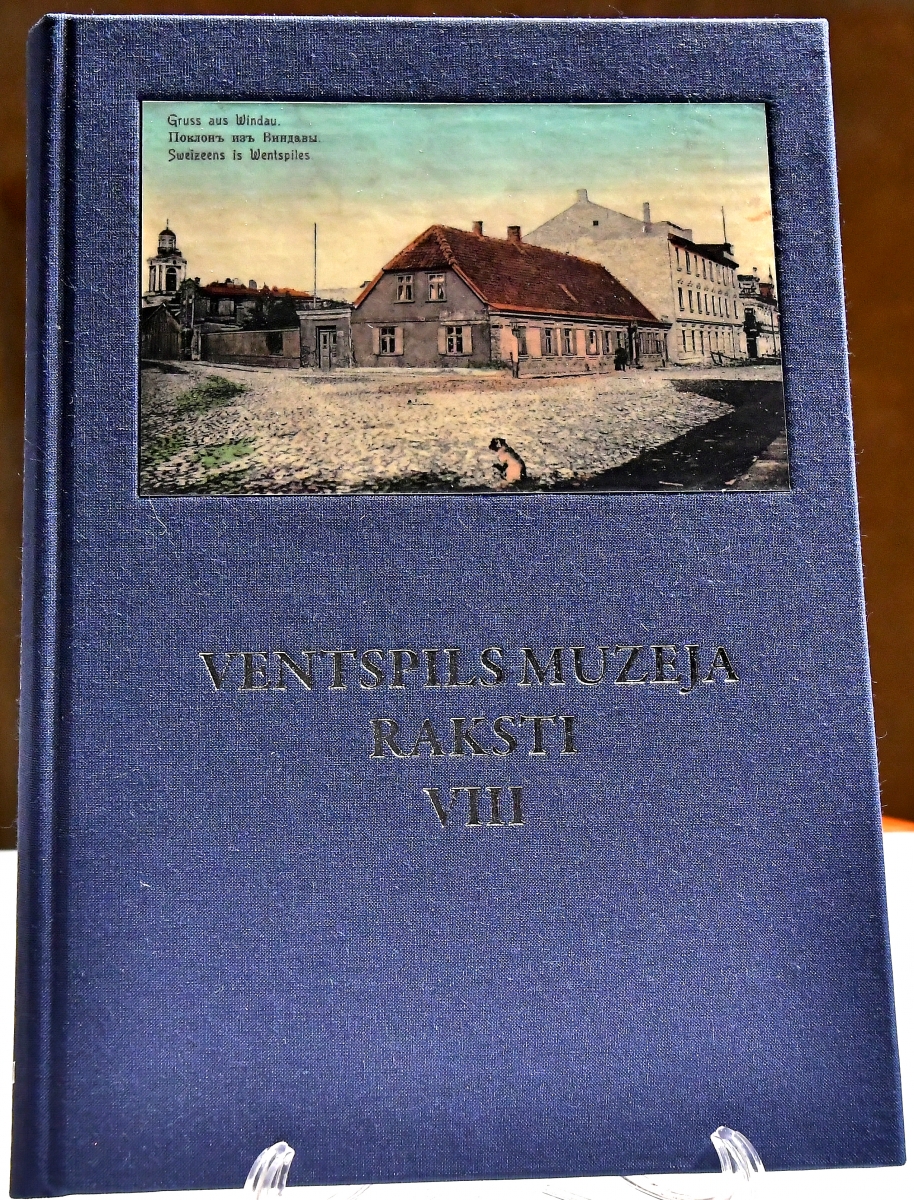 Gruss aus Windau.
Поклонъ изъ Виндавы.
Sweizeens is Wentspiles
VENTSPILS MUZEJA
RAKSTI
VIII